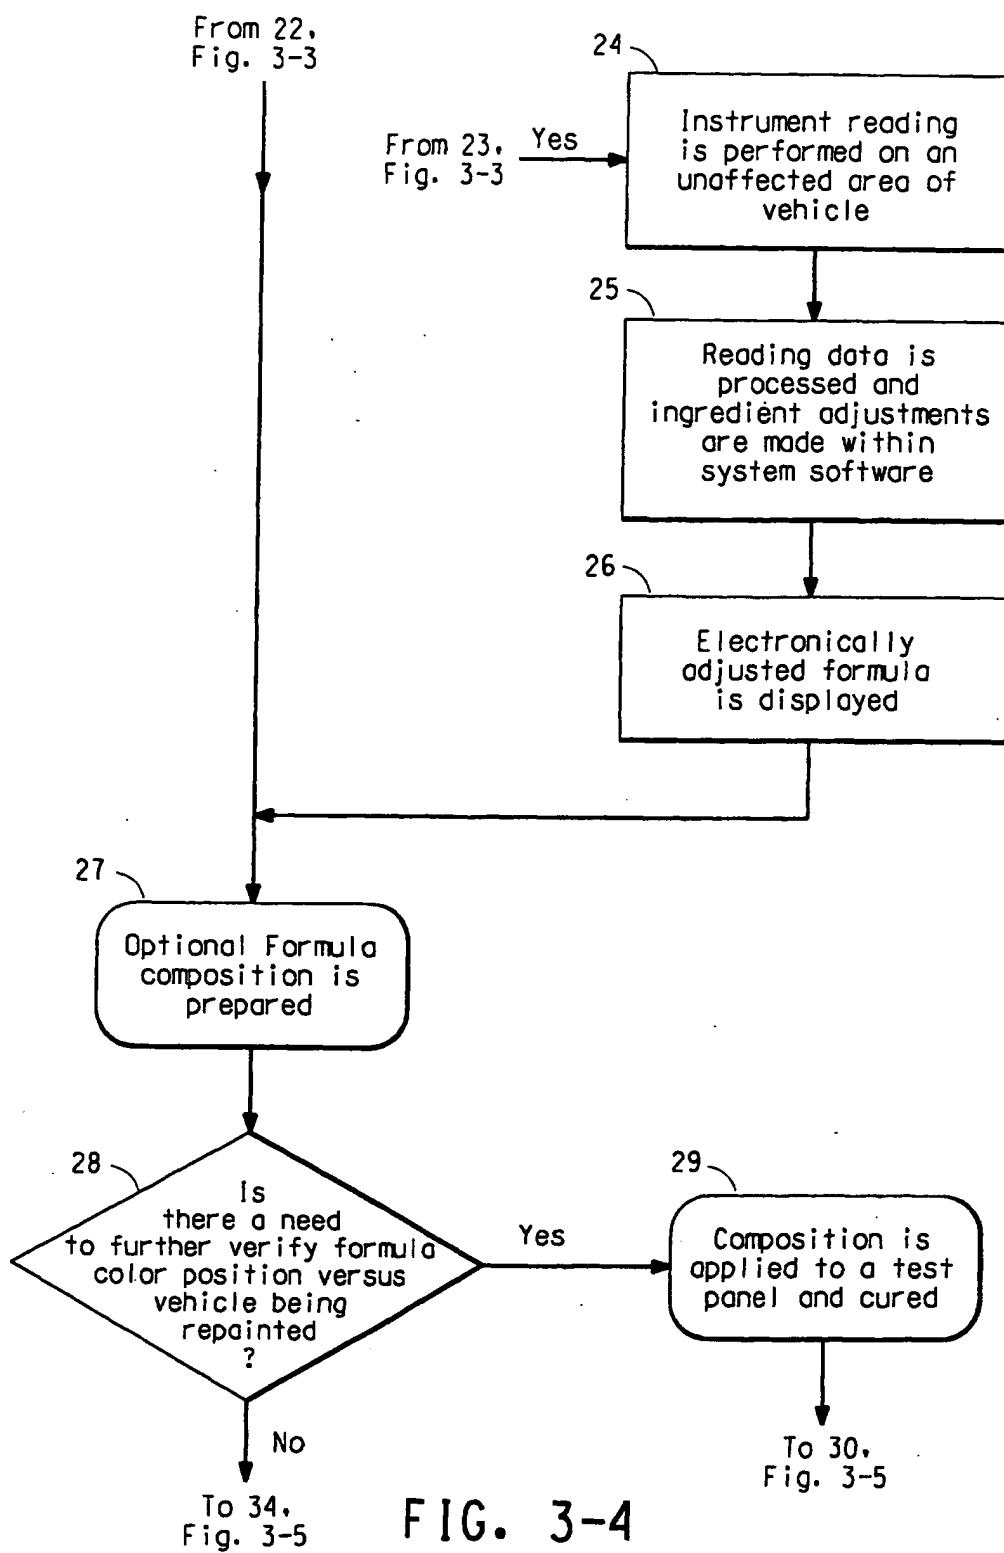 From 22,
Fig. 3-3
24
Instrument reading
is performed on an
unaffected area of
vehicle
From 23,
Fig. 3-3
Yes
25
Reading data is
processed and
ingredient adjustments
are made within
system software
26
Electronically
adjusted formula
is displayed
27
Optional Formula
composition is
prepared
28
Is
there a need
to further verify formula
color position versus
vehicle being
repainted
?
Yes
29
Composition is
applied to a test
panel and cured
No
To 34,
Fig. 3-5
To 30,
Fig. 3-5
FIG. 3-4